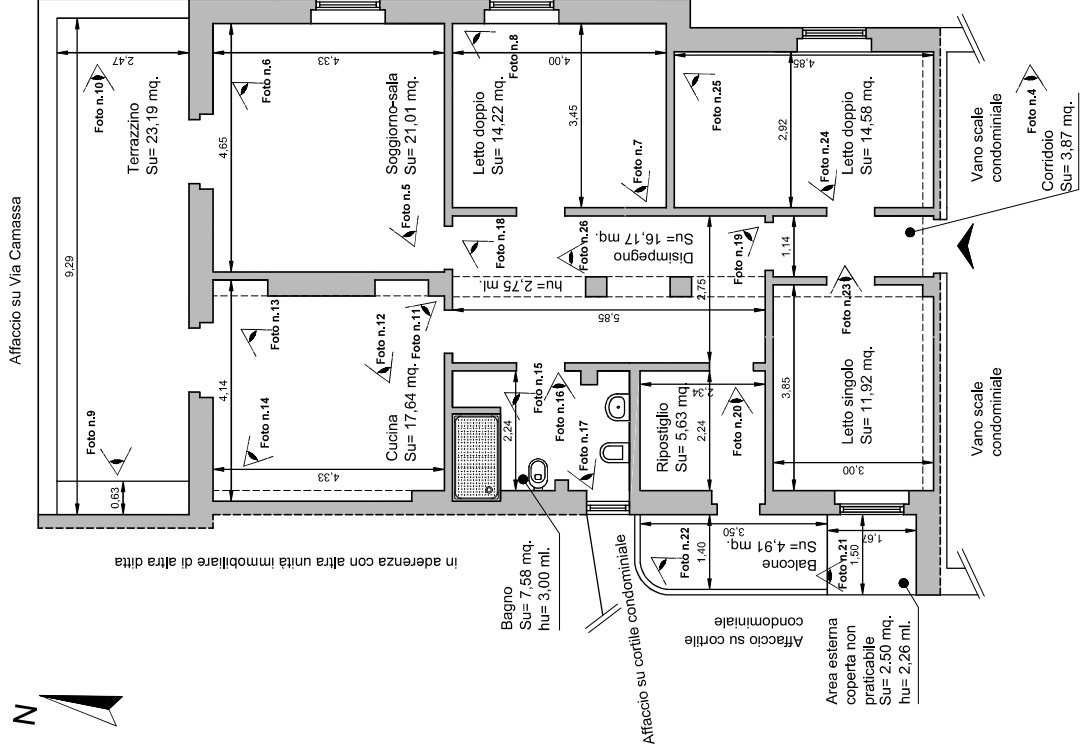 Affaccio su Via Camassa
Foto n.10
Terrazzino
Su= 23,19 mq.
2,47
9,29
Foto n.9
0,63
Foto n.6
4,33
4,65
Soggiorno-sala
Su= 21,01 mq.
Foto n.5
Foto n.8
4,00
Letto doppio
Su= 14,22 mq.
3,45
Foto n.7
Foto n.25
4,85
2,92
Letto doppio
Su= 14,58 mq.
Foto n.24
Vano scale
condominiale
Foto n.4
Corridoio
Su= 3,87 mq.
Foto n.18
Foto n.26
Disimpegno
Su= 16,17 mq.
hu= 2,75 ml.
Foto n.19
1,14
2,75
5,85
Foto n.13
Foto n.12
Foto n.11
4,14
Foto n.14
Cucina
Su= 17,64 mq.
4,33
Foto n.15
Foto n.16
Foto n.17
2,24
Ripostiglio
Su= 5,63 mq.
2,34
2,24
Foto n.20
Foto n.23
3,85
Letto singolo
Su= 11,92 mq.
3,00
Vano scale
condominiale
in aderenza con altra unità immobiliare di altra ditta
Bagno
Su= 7,58 mq.
hu= 3,00 ml.
Affaccio su cortile condominiale
Foto n.22
1,40
3,50
Balcone
Su= 4,91 mq.
Foto n.21
1,50
1,67
Affaccio su cortile
condominiale
Area esterna
coperta non
praticabile
Su= 2.50 mq.
hu= 2,26 ml.
N